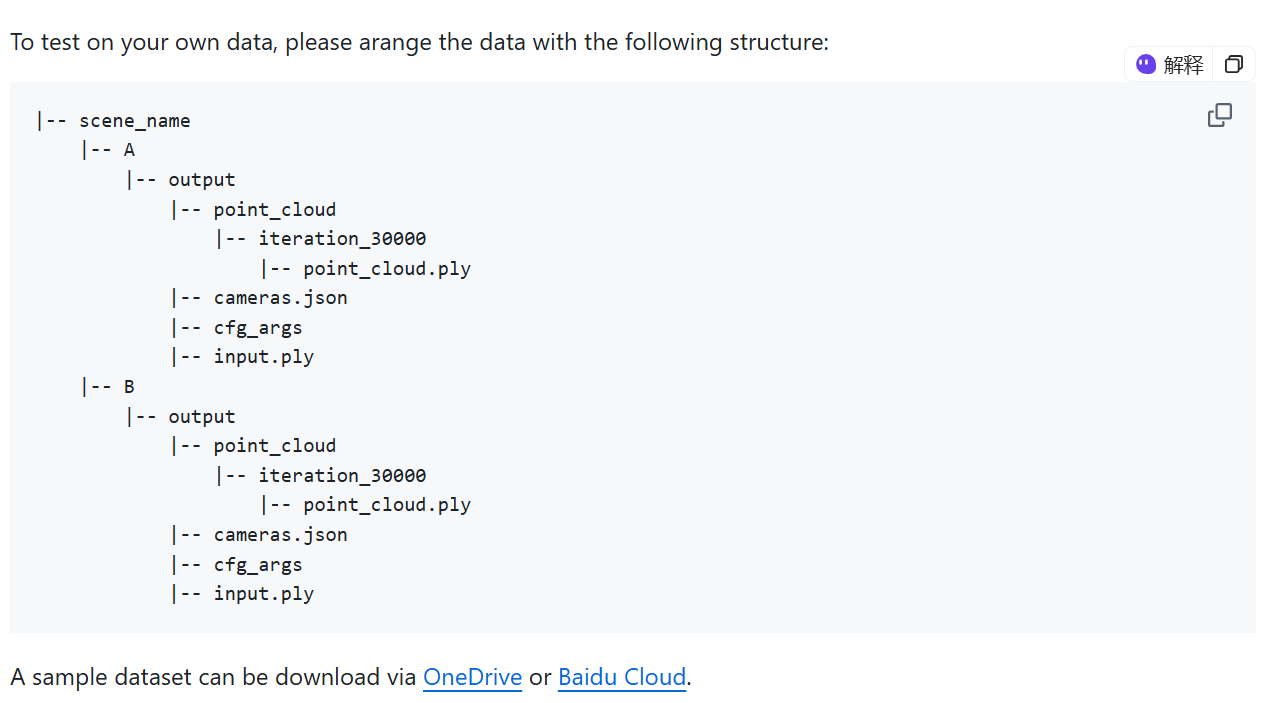 To test on your own data, please arange the data with the following structure:
解释
|-- scene_name
    |-- A
        |-- output
            |-- point_cloud
                |-- iteration_30000
                    |-- point_cloud.ply
            |-- cameras.json
            |-- cfg_args
            |-- input.ply
    |-- B
        |-- output
            |-- point_cloud
                |-- iteration_30000
                    |-- point_cloud.ply
            |-- cameras.json
            |-- cfg_args
            |-- input.ply
A sample dataset can be download via OneDrive or Baidu Cloud.